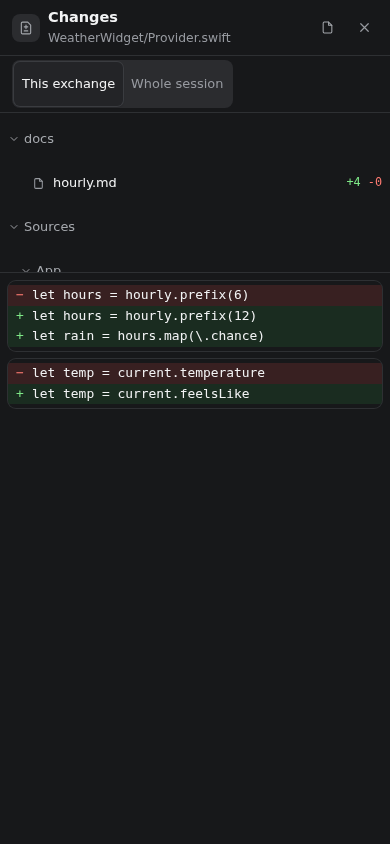 Changes
WeatherWidget/Provider.swift
This exchange
Whole session
docs
hourly.md +4 -0
Sources
App
− let hours = hourly.prefix(6)
+ let hours = hourly.prefix(12)
+ let rain = hours.map(\.chance)
− let temp = current.temperature
+ let temp = current.feelsLike